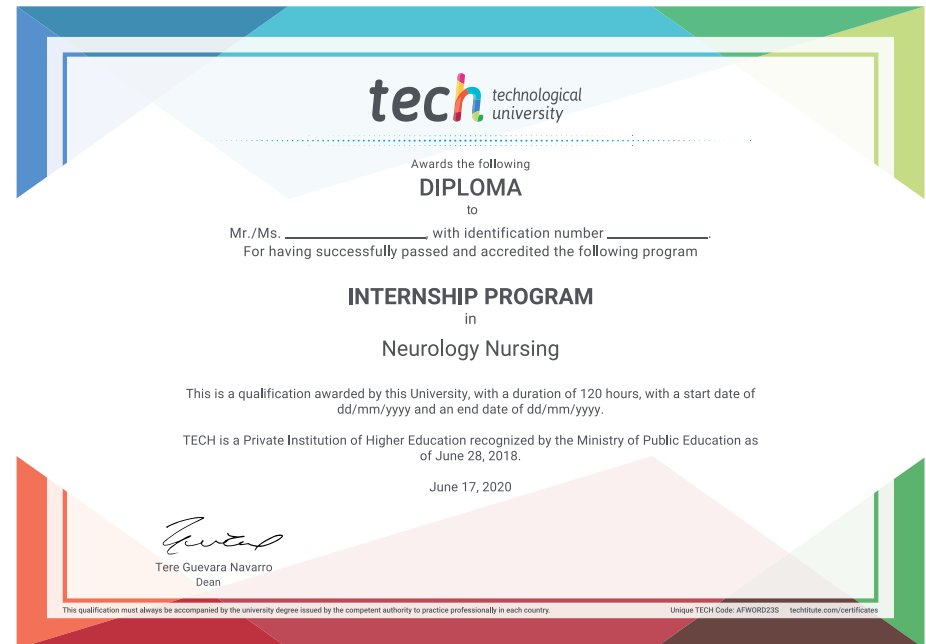 tech technological
university
Awards the following
DIPLOMA
to
Mr./Ms. ____________________, with identification number ______________.
For having successfully passed and accredited the following program
INTERNSHIP PROGRAM
in
Neurology Nursing
This is a qualification awarded by this University, with a duration of 120 hours, with a start date of
dd/mm/yyyy and an end date of dd/mm/yyyy.
TECH is a Private Institution of Higher Education recognized by the Ministry of Public Education as
of June 28, 2018.
June 17, 2020
Tere Guevara Navarro
Dean
This qualification must always be accompanied by the university degree issued by the competent authority to practice professionally in each country.
Unique TECH Code: AFWORD23S techtitute.com/certificates